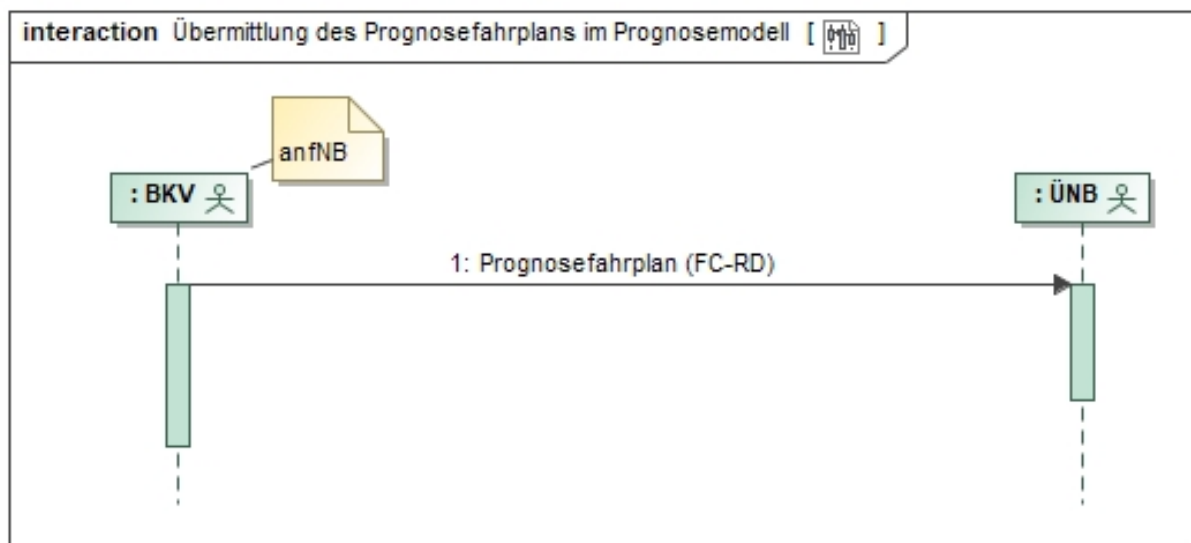 interaction Übermittlung des Prognosefahrplans im Prognosemodell [ ]
anfNB
: BKV
: ÜNB
1: Prognosefahrplan (FC-RD)